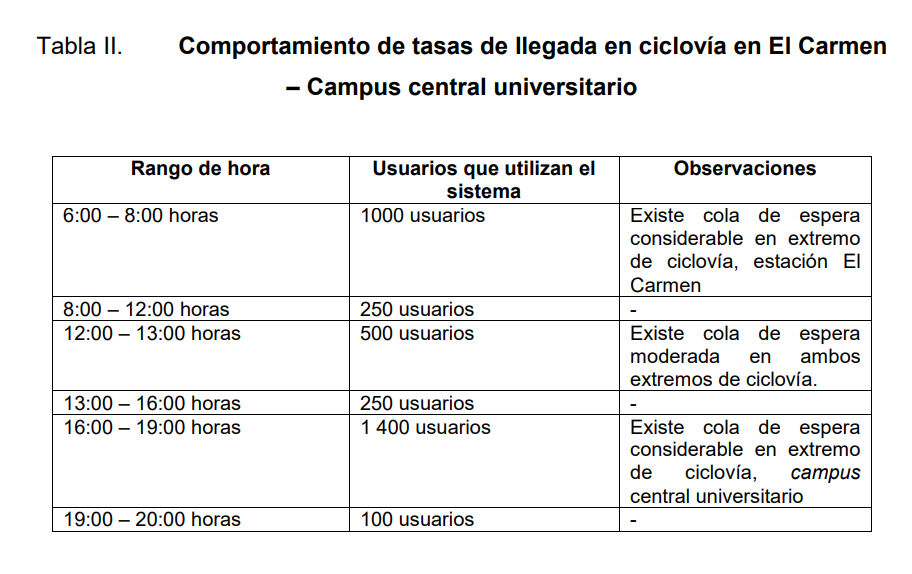 Tabla II. Comportamiento de tasas de llegada en ciclovía en El Carmen
– Campus central universitario
Rango de hora
Usuarios que utilizan el
sistema
Observaciones
6:00 – 8:00 horas
1000 usuarios
Existe cola de espera
considerable en extremo
de ciclovía, estación El
Carmen
8:00 – 12:00 horas
250 usuarios
-
12:00 – 13:00 horas
500 usuarios
Existe cola de espera
moderada en ambos
extremos de ciclovía.
13:00 – 16:00 horas
250 usuarios
-
16:00 – 19:00 horas
1 400 usuarios
Existe cola de espera
considerable en extremo
de ciclovía, campus
central universitario
19:00 – 20:00 horas
100 usuarios
-